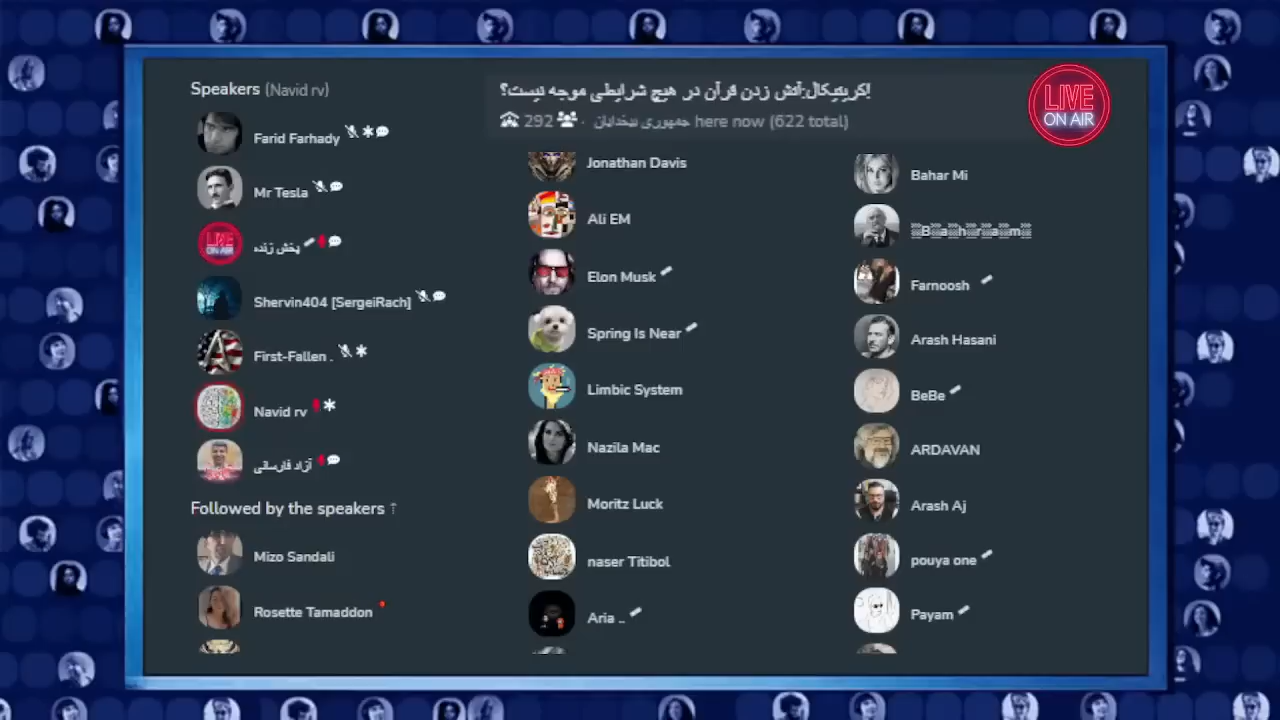 Speakers (Navid rv)
Farid Farhady
Mr Tesla
پخش زنده
Shervin404 [SergeiRach]
First-Fallen .
Navid rv
آزاد فارسانی
Followed by the speakers ↑
Mizo Sandali
Rosette Tamaddon
کریتیکال:آتش زدن قرآن در هیچ شرایطی موجه نیست؟!
292 · جمهوری بیخدایان here now (622 total)
LIVE
ON AIR
Jonathan Davis
Ali EM
Elon Musk
Spring Is Near
Limbic System
Nazila Mac
Moritz Luck
naser Titibol
Aria ..
Bahar Mi
▒B▒a▒h▒r▒a▒m▒
Farnoosh
Arash Hasani
BeBe
ARDAVAN
Arash Aj
pouya one
Payam